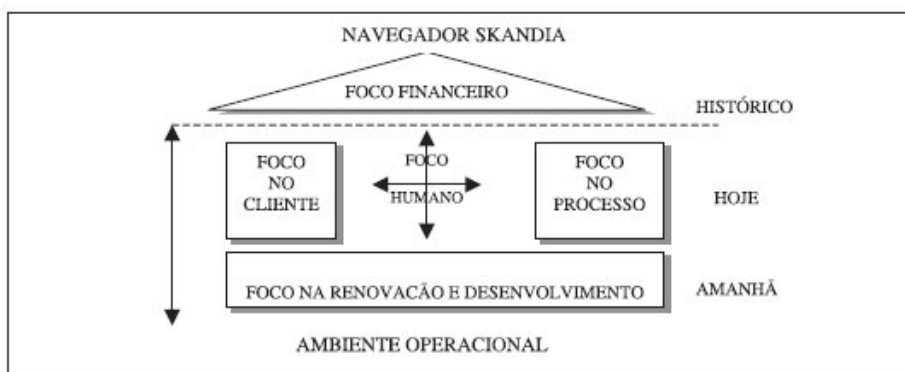 NAVEGADOR SKANDIA
FOCO FINANCEIRO
HISTÓRICO
FOCO
NO
CLIENTE
FOCO
HUMANO
FOCO
NO
PROCESSO
HOJE
FOCO NA RENOVACÃO E DESENVOLVIMENTO
AMANHÃ
AMBIENTE OPERACIONAL